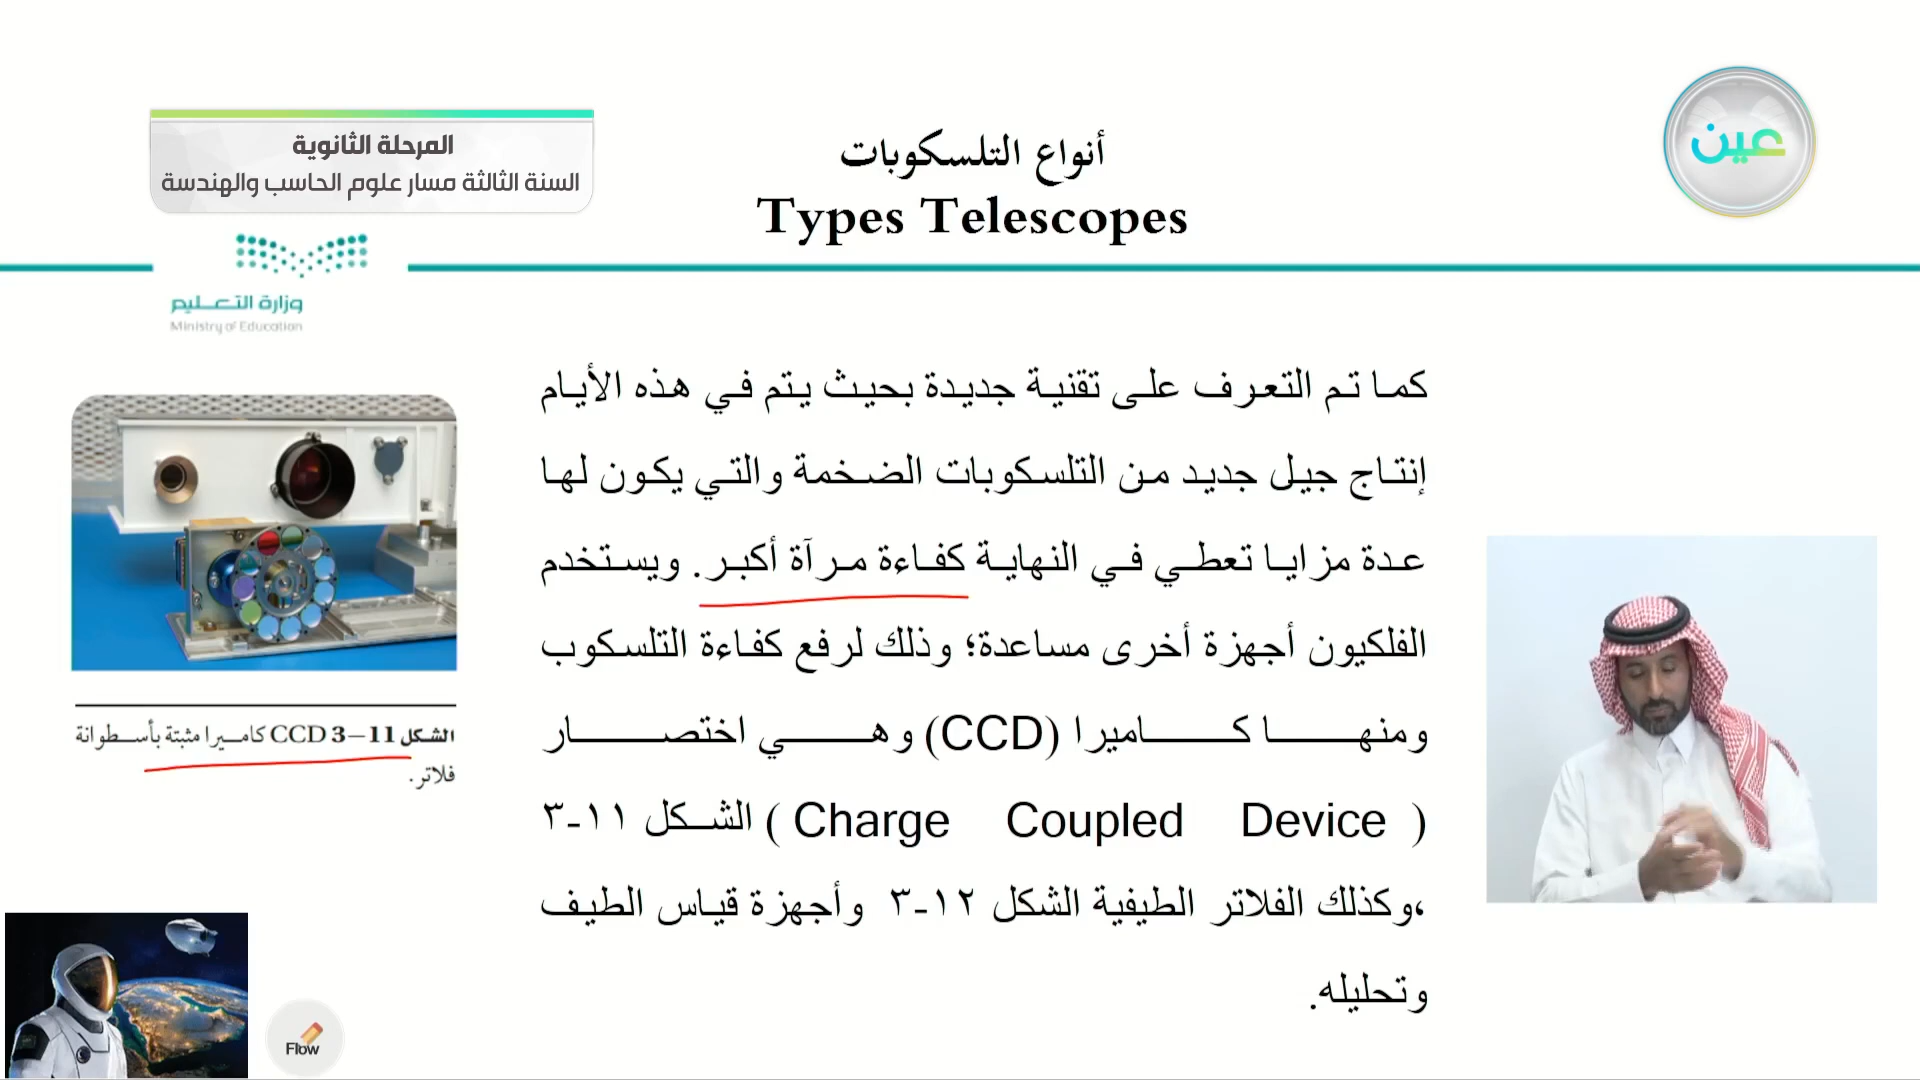 المرحلة الثانوية
السنة الثالثة مسار علوم الحاسب والهندسة
أنواع التلسكوبات
Types Telescopes
عين
وزارة التعليم
Ministry of Education
كما تم التعرف على تقنية جديدة بحيث يتم في هذه الأيام
إنتاج جيل جديد من التلسكوبات الضخمة والتي يكون لها
عدة مزايا تعطي في النهاية كفاءة مرآة أكبر. ويستخدم
الفلكيون أجهزة أخرى مساعدة؛ وذلك لرفع كفاءة التلسكوب
ومنها كاميرا (CCD) وهي اختصار
( Charge Coupled Device ) الشكل ١١-٣
،وكذلك الفلاتر الطيفية الشكل ١٢-٣ وأجهزة قياس الطيف
وتحليله.
الشكل 11–3 CCD كاميرا مثبتة بأسطوانة
فلاتر.
Flow